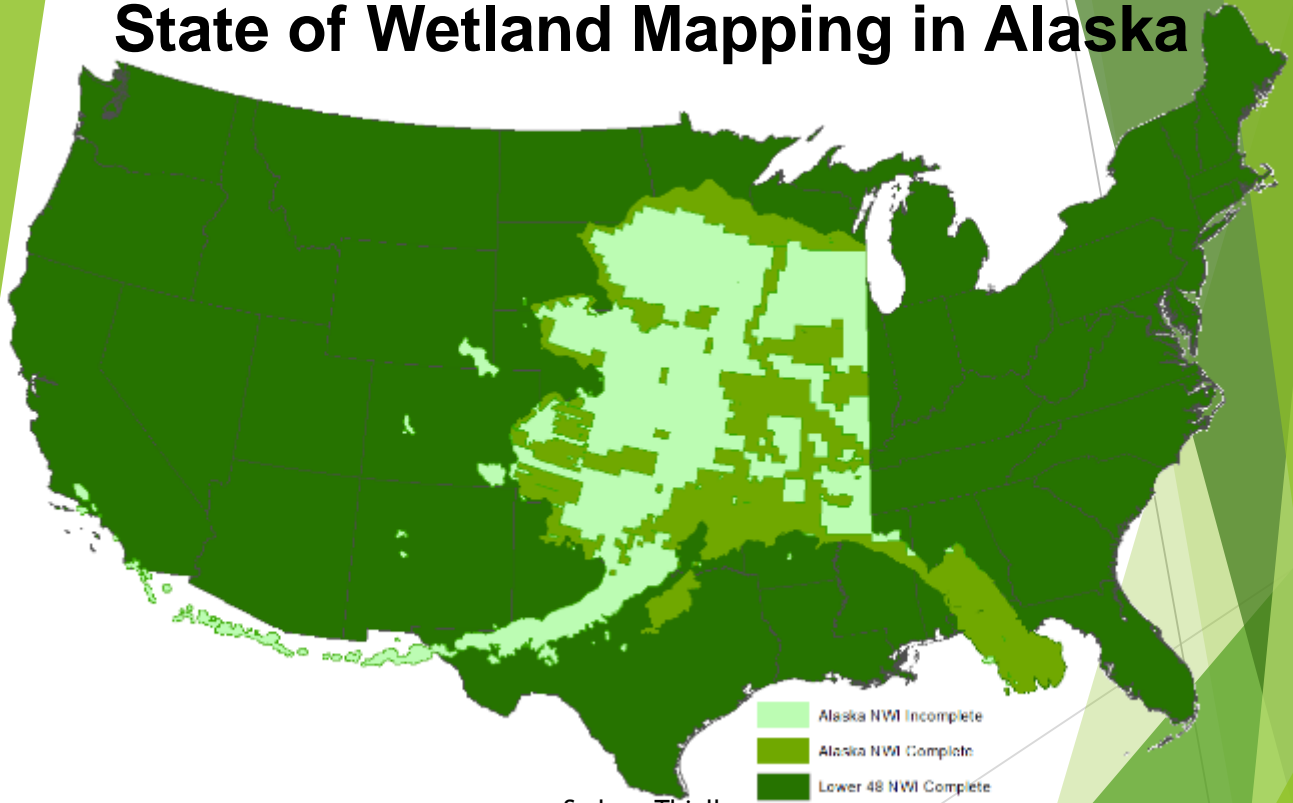 State of Wetland Mapping in Alaska
Alaska NWI Incomplete
Alaska NWI Complete
Lower 48 NWI Complete